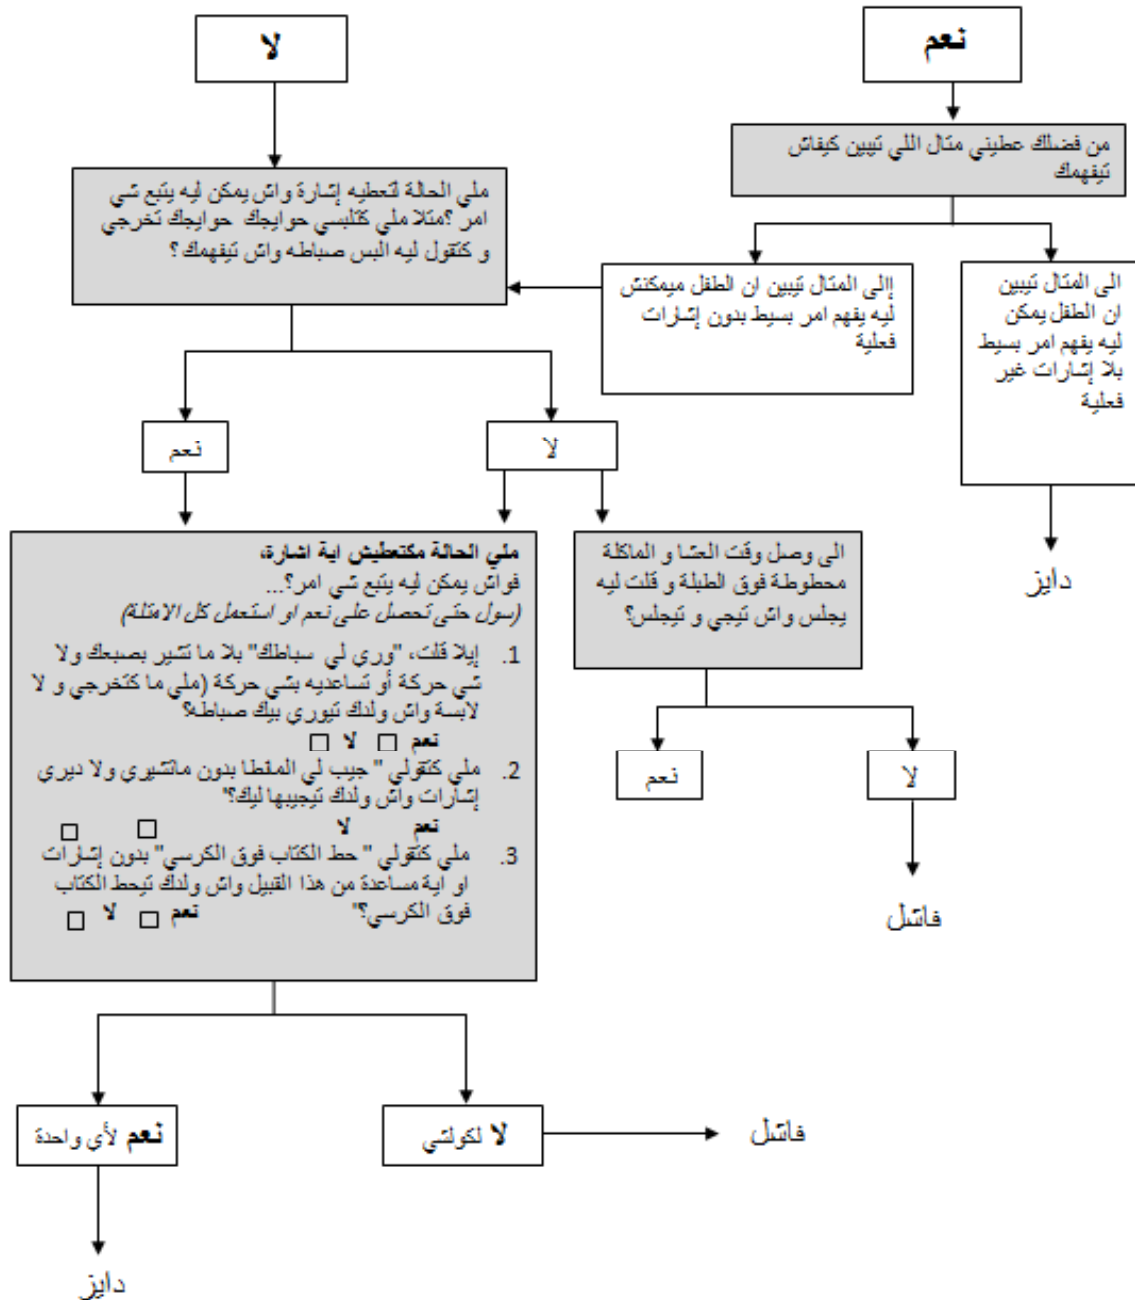 نعم
لا
من فضلك عطيني مثال اللي تيبين كيفاش
تيفهمك
ملي الحالة لتعطيه إشارة واش يمكن ليه يتبع شي
امر ؟مثلا ملي كتلبسي حوايجك حوايجك تخرجي
و كتقول ليه البس صباطه واش تيفهمك ؟
إالى المثال تيبين ان الطفل ميمكنش
ليه يفهم امر بسيط بدون إشارات
فعلية
الى المثال تيبين
ان الطفل يمكن
ليه يفهم امر بسيط
بلا إشارات غير
فعلية
دايز
نعم
لا
ملي الحالة مكتعطيش اية اشارة،
فواش يمكن ليه يتبع شي امر؟...
(سول حتى تحصل على نعم او استعمل كل الامثلة)
1. إيلا قلت، "وري لي سباطك" بلا ما تشير بصبعك ولا
شي حركة أو تساعديه بشي حركة (ملي ما كتخرجي و لا
لابسة واش ولدك تيوري بيك صباطه؟
نعم □ لا □
2. ملي كتقولي " جيب لي المانطا بدون ماتشيري ولا ديري
إشارات واش ولدك تيجيبها ليك؟"
نعم لا □ □
3. ملي كتقولي " حط الكتاب فوق الكرسي" بدون إشارات
او اية مساعدة من هذا القبيل واش ولدك تيحط الكتاب
فوق الكرسي؟" نعم □ لا □
الى وصل وقت العشا و الماكلة
محطوطة فوق الطبلة و قلت ليه
يجلس واش تيجي و تيجلس؟
نعم
لا
فاشل
نعم لأي واحدة
لا لكولشي
فاشل
دايز